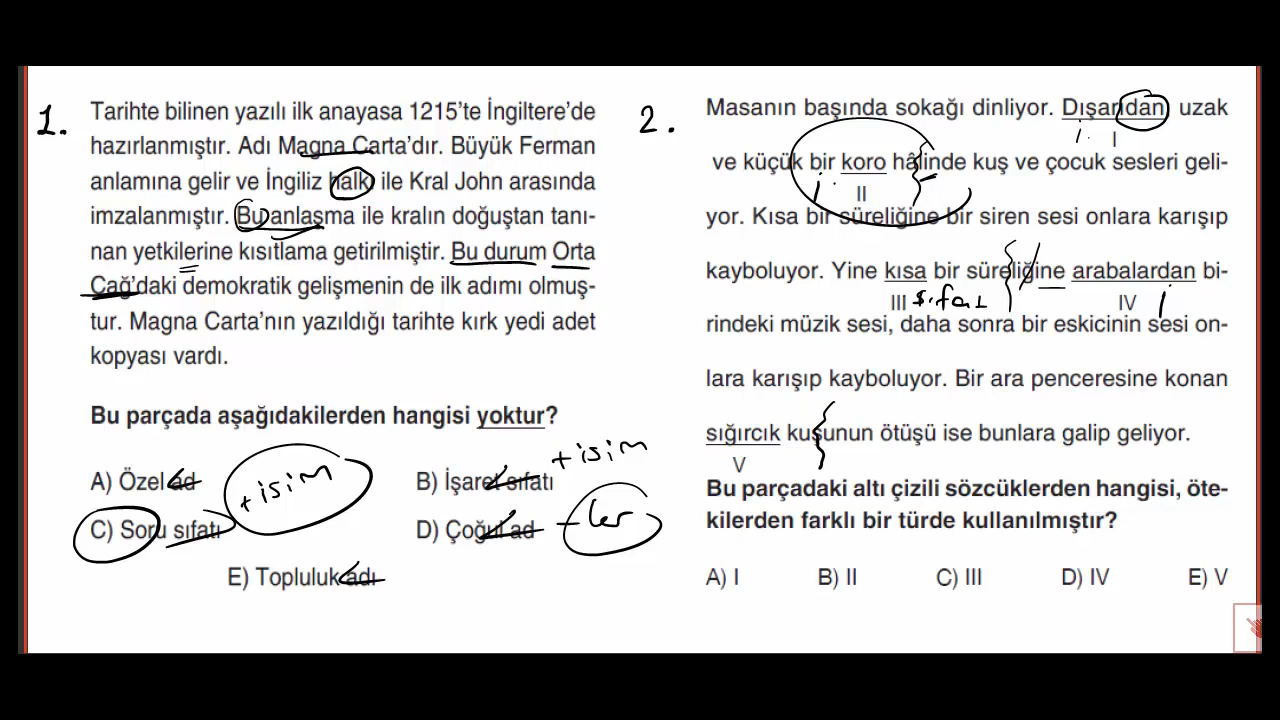 1.
Tarihte bilinen yazılı ilk anayasa 1215'te İngiltere'de
hazırlanmıştır. Adı Magna Carta'dır. Büyük Ferman
anlamına gelir ve İngiliz halkı ile Kral John arasında
imzalanmıştır. Bu anlaşma ile kralın doğuştan tanı-
nan yetkilerine kısıtlama getirilmiştir. Bu durum Orta
Çağ'daki demokratik gelişmenin de ilk adımı olmuş-
tur. Magna Carta'nın yazıldığı tarihte kırk yedi adet
kopyası vardı.
Bu parçada aşağıdakilerden hangisi yoktur?
A) Özel ad
+isim
B) İşaret sıfatı
+isim
C) Soru sıfatı
D) Çoğul ad
-ler
E) Topluluk adı
2.
Masanın başında sokağı dinliyor. Dışarıdan uzak
i. I
ve küçük bir koro hâlinde kuş ve çocuk sesleri geli-
i. II
yor. Kısa bir süreliğine bir siren sesi onlara karışıp
kayboluyor. Yine kısa bir süreliğine arabalardan bi-
III sıfat IV i
rindeki müzik sesi, daha sonra bir eskicinin sesi on-
lara karışıp kayboluyor. Bir ara penceresine konan
sığırcık kuşunun ötüşü ise bunlara galip geliyor.
V
Bu parçadaki altı çizili sözcüklerden hangisi, öte-
kilerden farklı bir türde kullanılmıştır?
A) I B) II C) III D) IV E) V